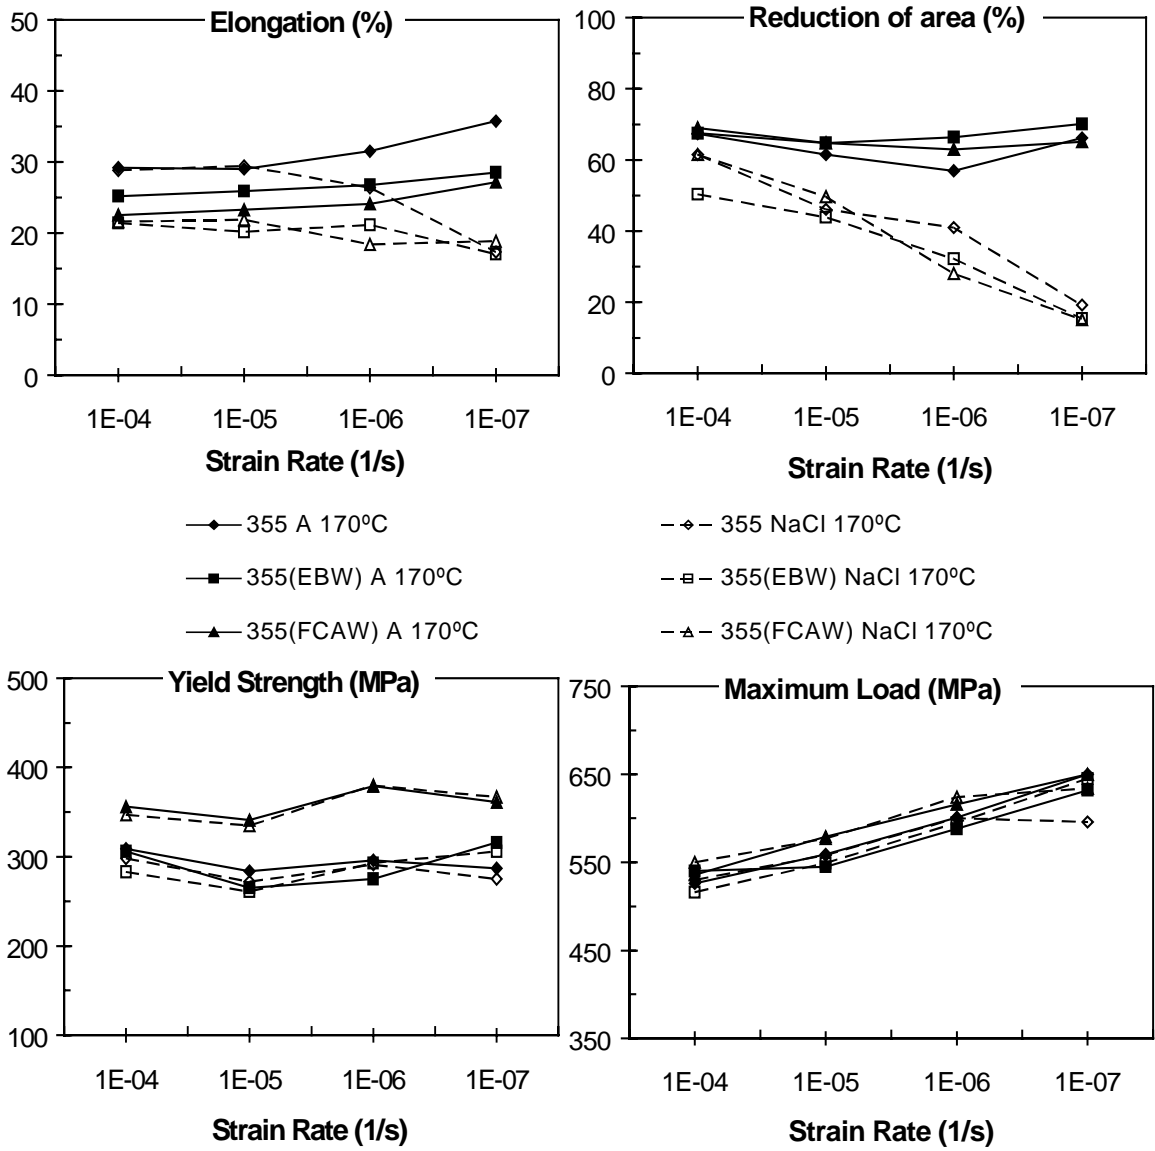 Elongation (%)
50
40
30
20
10
0
1E-04 1E-05 1E-06 1E-07
Strain Rate (1/s)
Reduction of area (%)
100
80
60
40
20
0
1E-04 1E-05 1E-06 1E-07
Strain Rate (1/s)
355 A 170ºC
355(EBW) A 170ºC
355(FCAW) A 170ºC
355 NaCl 170ºC
355(EBW) NaCl 170ºC
355(FCAW) NaCl 170ºC
Yield Strength (MPa)
500
400
300
200
100
1E-04 1E-05 1E-06 1E-07
Strain Rate (1/s)
Maximum Load (MPa)
750
650
550
450
350
1E-04 1E-05 1E-06 1E-07
Strain Rate (1/s)